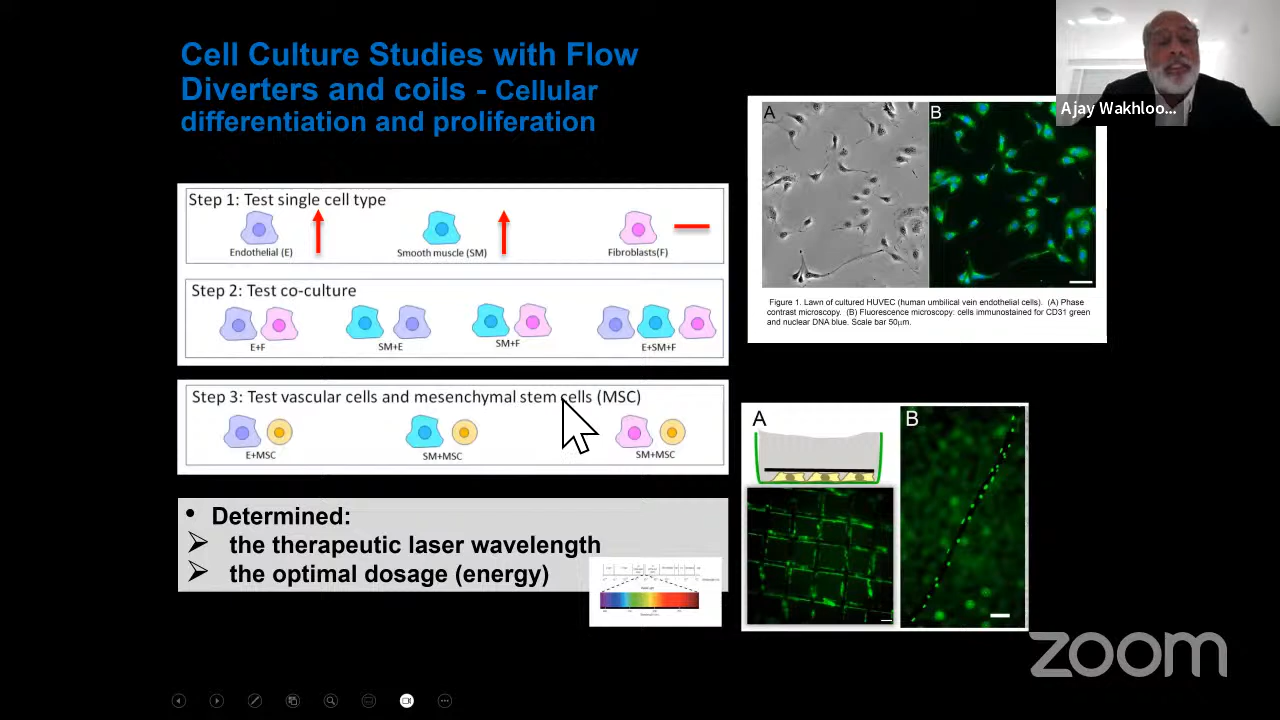 Cell Culture Studies with Flow
Diverters and coils - Cellular
differentiation and proliferation
Ajay Wakhloo...
Step 1: Test single cell type
Endothelial (E)
Smooth muscle (SM)
Fibroblasts(F)
Step 2: Test co-culture
E+F
SM+E
SM+F
E+SM+F
Step 3: Test vascular cells and mesenchymal stem cells (MSC)
E+MSC
SM+MSC
SM+MSC
• Determined:
➢ the therapeutic laser wavelength
➢ the optimal dosage (energy)
A
B
Figure 1. Lawn of cultured HUVEC (human umbilical vein endothelial cells). (A) Phase
contrast microscopy. (B) Fluorescence microscopy: cells immunostained for CD31 green
and nuclear DNA blue. Scale bar 50µm.
A
B
zoom